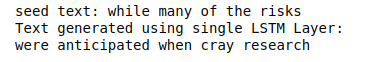 seed text: while many of the risks
Text generated using single LSTM Layer:
were anticipated when cray research